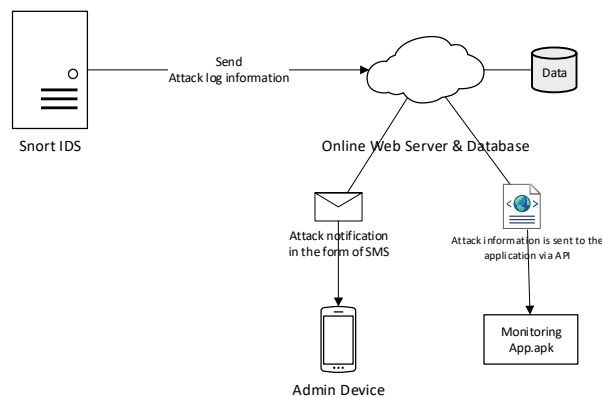 Send
Attack log information
Data
Snort IDS
Online Web Server & Database
Attack notification
in the form of SMS
Attack information is sent to the
application via API
Monitoring
App.apk
Admin Device